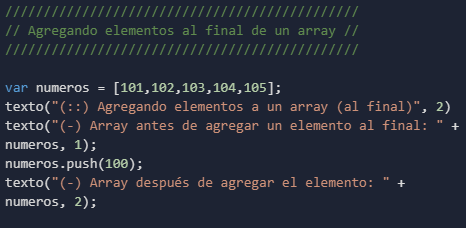 ///////////////////////////////////////////////
// Agregando elementos al final de un array //
///////////////////////////////////////////////
var numeros = [101,102,103,104,105];
texto("(::) Agregando elementos a un array (al final)", 2)
texto("(-) Array antes de agregar un elemento al final: " +
numeros, 1);
numeros.push(100);
texto("(-) Array después de agregar el elemento: " +
numeros, 2);